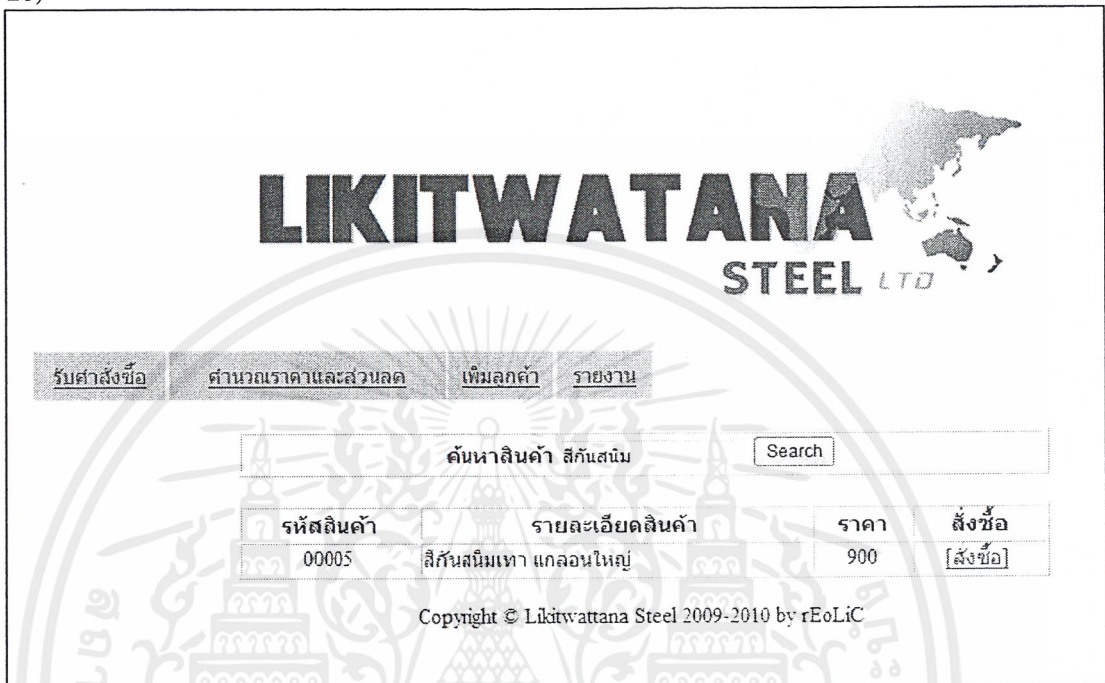 LIKITWATANA
STEEL LTD
รับคำสั่งซื้อ คำนวณราคาและส่วนลด เพิ่มลูกค้า รายงาน
ค้นหาสินค้า สีกันสนิม Search
รหัสสินค้า รายละเอียดสินค้า ราคา สั่งซื้อ
00005 สีกันสนิมเทา แกลอนใหญ่ 900 [สั่งซื้อ]
Copyright © Likitwattana Steel 2009-2010 by rEoLiC